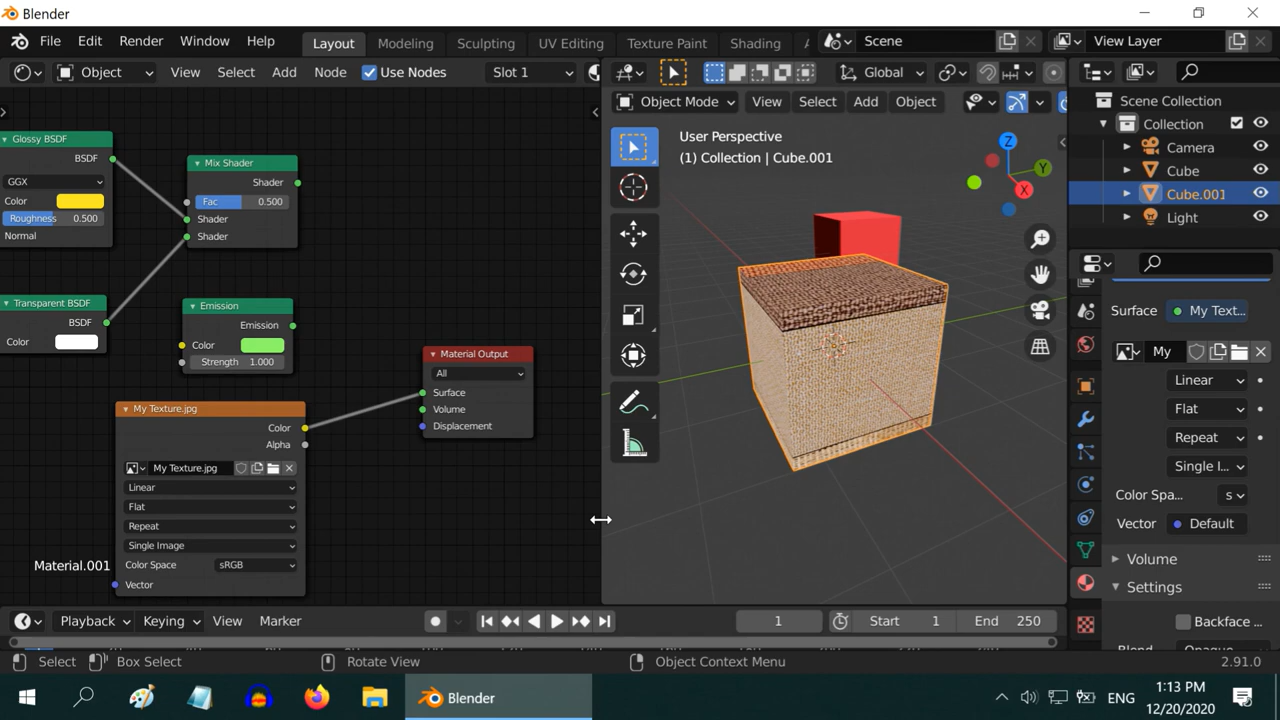 Blender
File Edit Render Window Help Layout Modeling Sculpting UV Editing Texture Paint Shading Scene View Layer
Object View Select Add Node Use Nodes Slot 1 Global
Object Mode View Select Add Object
User Perspective
(1) Collection | Cube.001
Z
Y
X
Glossy BSDF
BSDF
GGX
Color
Roughness 0.500
Normal
Mix Shader
Shader
Fac 0.500
Shader
Shader
Transparent BSDF
BSDF
Color
Emission
Emission
Color
Strength 1.000
Material Output
All
Surface
Volume
Displacement
My Texture.jpg
Color
Alpha
My Texture.jpg
Linear
Flat
Repeat
Single Image
Color Space sRGB
Vector
Material.001
Scene Collection
Collection
Camera
Cube
Cube.001
Light
Surface My Text...
My
Linear
Flat
Repeat
Single I...
Color Spa... s
Vector Default
Volume
Settings
Backface ...
Playback Keying View Marker 1 Start 1 End 250
Select Box Select Rotate View Object Context Menu 2.91.0
Blender ENG 1:13 PM
12/20/2020